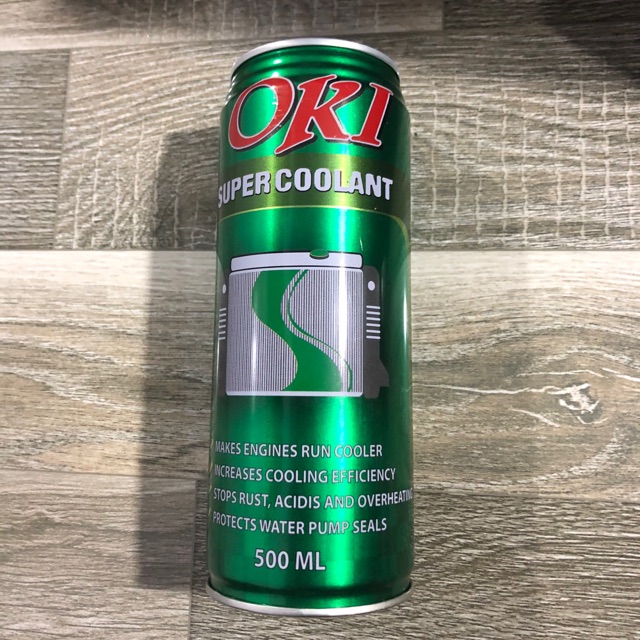 OKI
SUPER COOLANT
MAKES ENGINES RUN COOLER
INCREASES COOLING EFFICIENCY
STOPS RUST, ACIDIS AND OVERHEATING
PROTECTS WATER PUMP SEALS
500 ML